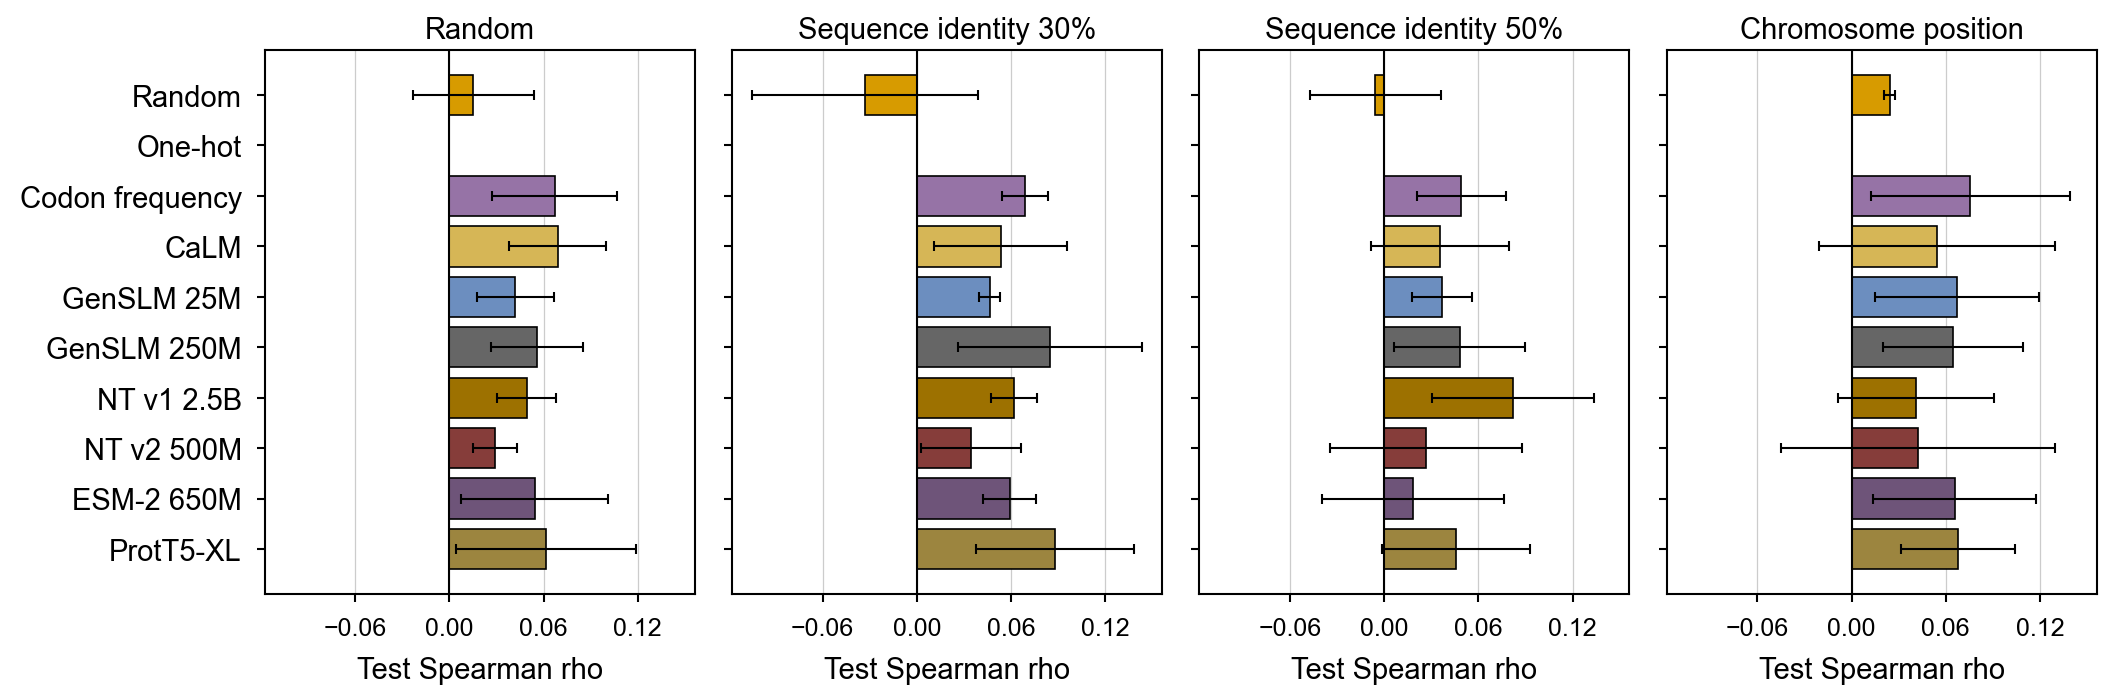 Random
Sequence identity 30%
Sequence identity 50%
Chromosome position
Random
One-hot
Codon frequency
CaLM
GenSLM 25M
GenSLM 250M
NT v1 2.5B
NT v2 500M
ESM-2 650M
ProtT5-XL
−0.06 0.00 0.06 0.12
−0.06 0.00 0.06 0.12
−0.06 0.00 0.06 0.12
−0.06 0.00 0.06 0.12
Test Spearman rho
Test Spearman rho
Test Spearman rho
Test Spearman rho